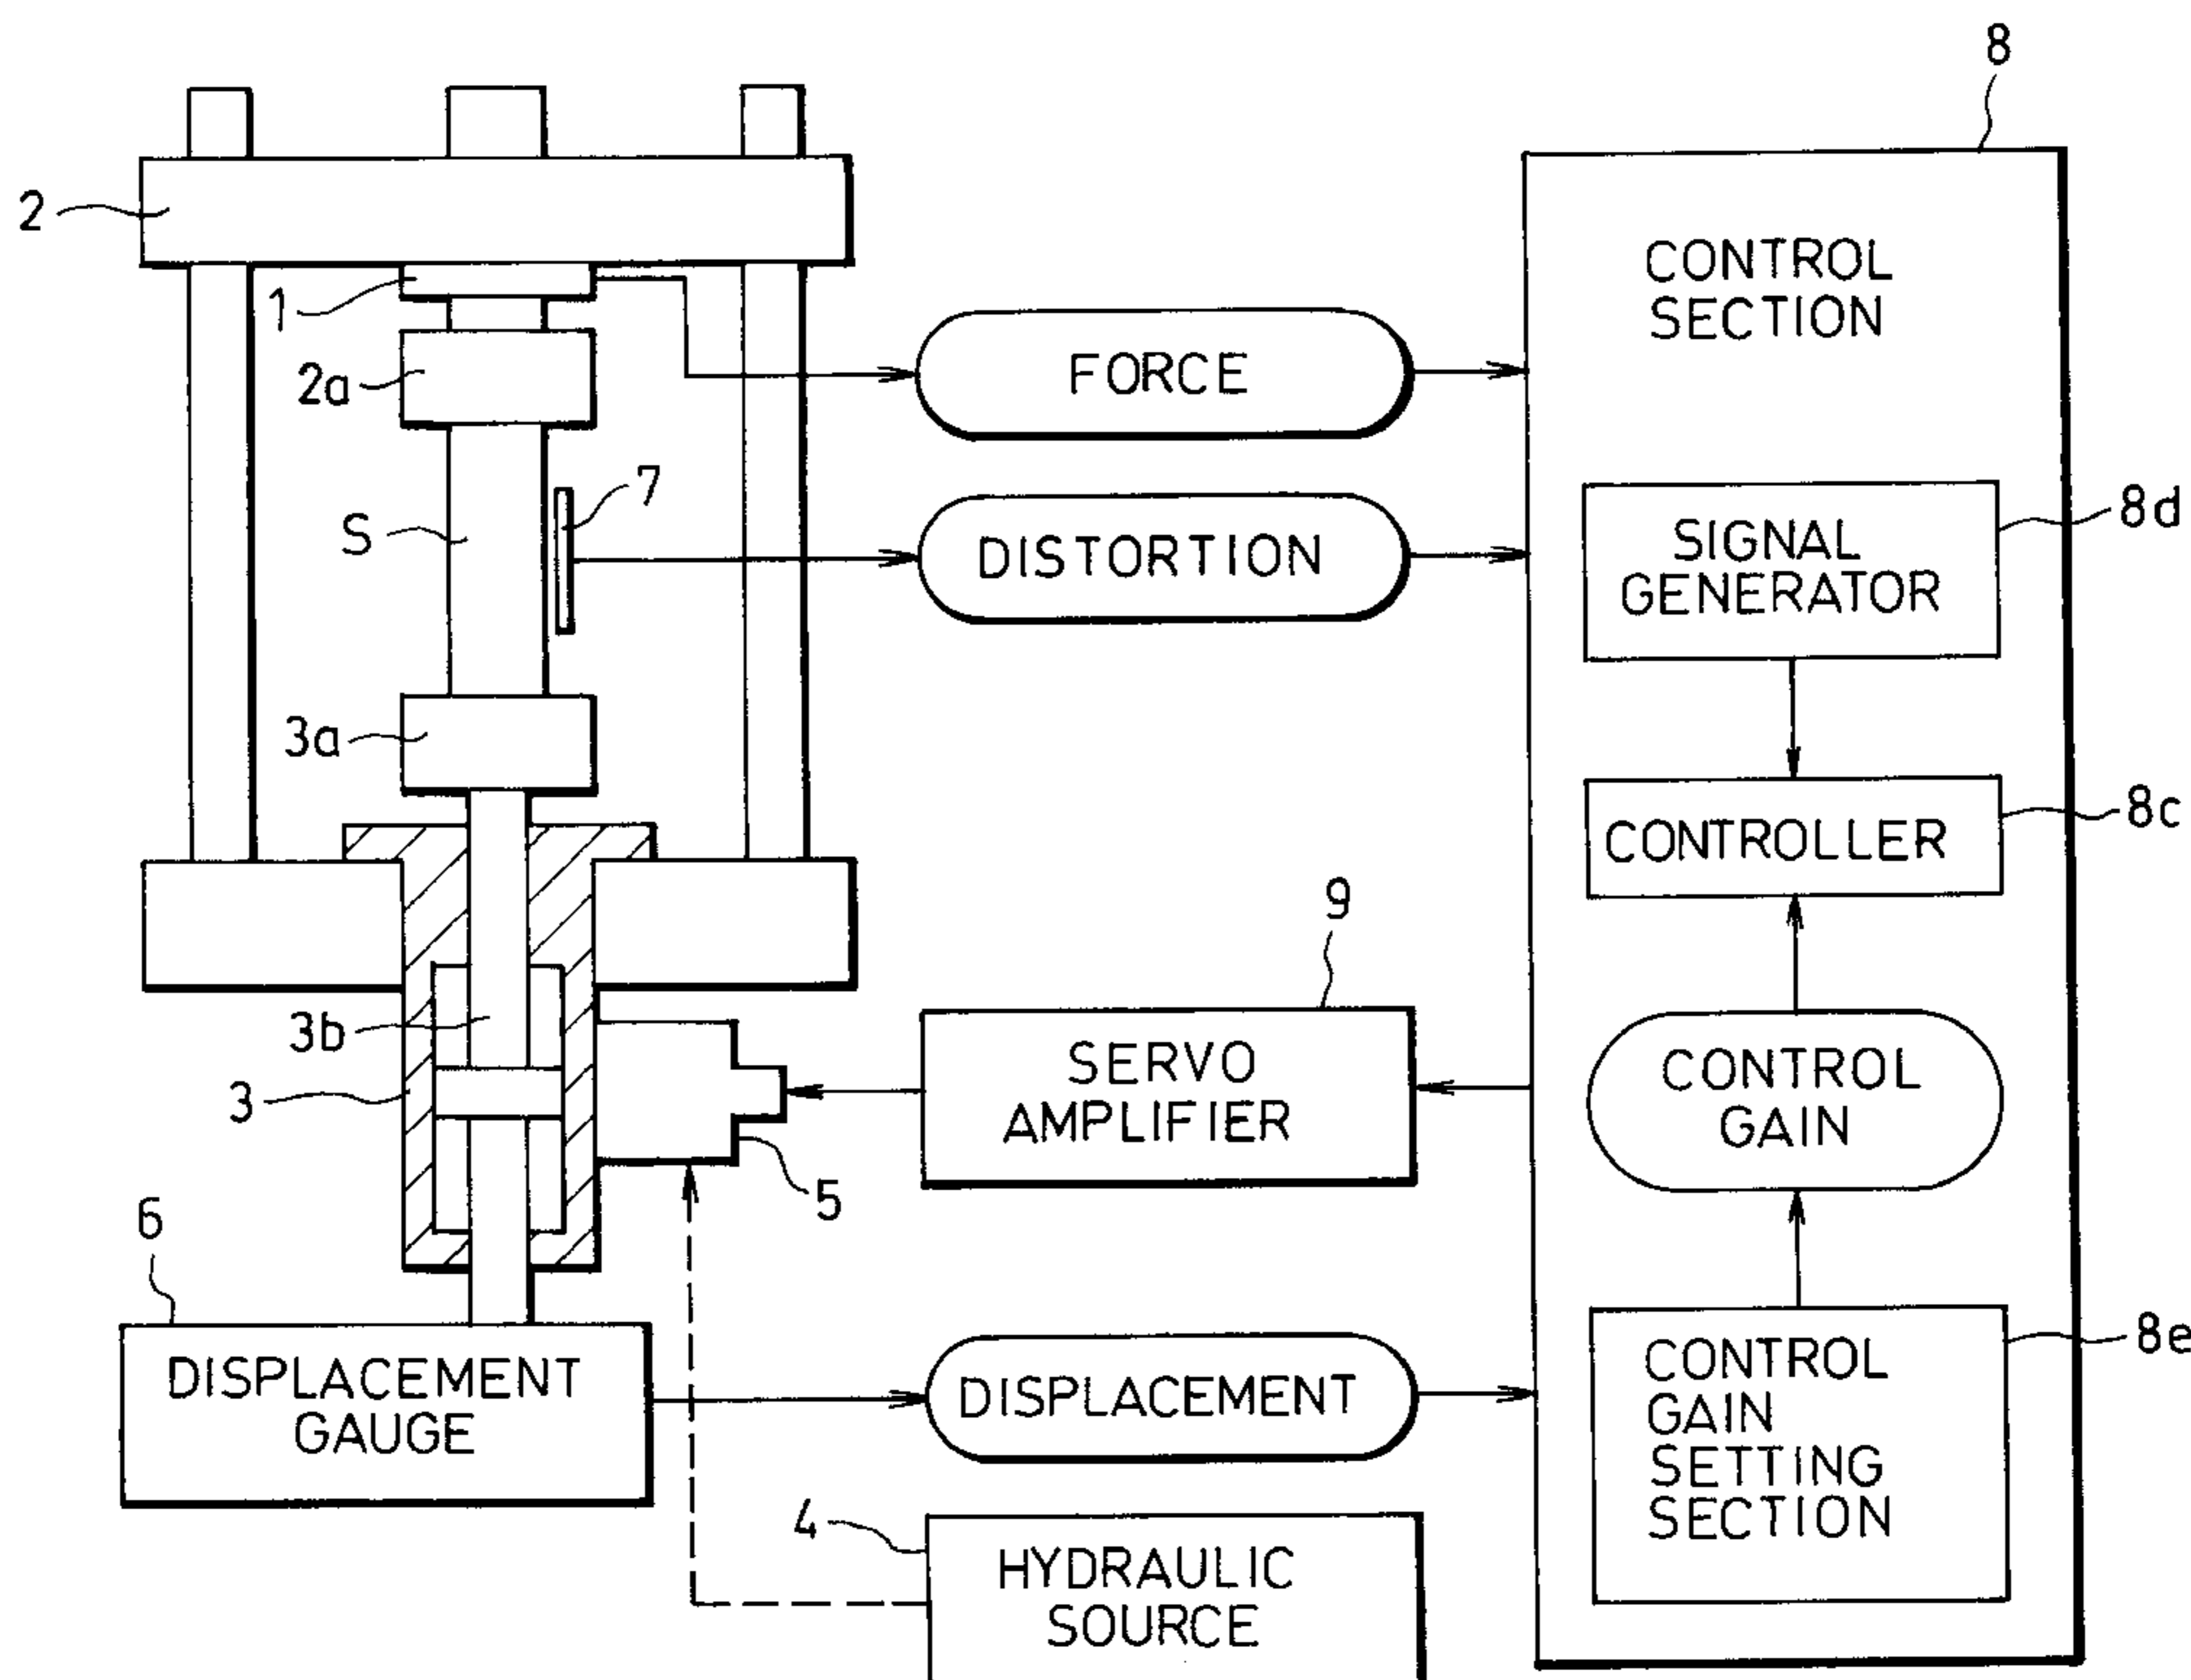 8
2
CONTROL
SECTION
1
2a
FORCE
7
8d
S
DISTORTION
SIGNAL
GENERATOR
3a
8c
CONTROLLER
9
3b
SERVO
AMPLIFIER
CONTROL
GAIN
3
5
6
8e
DISPLACEMENT
GAUGE
DISPLACEMENT
CONTROL
GAIN
SETTING
SECTION
4
HYDRAULIC
SOURCE